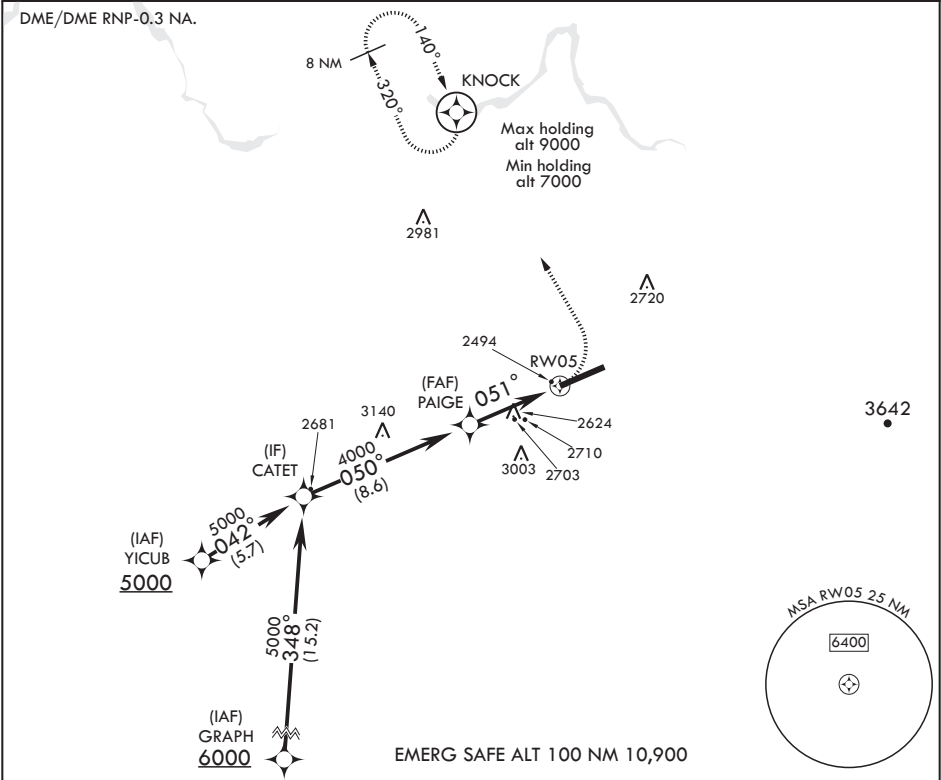 DME/DME RNP-0.3 NA.
140°
8 NM
320°
KNOCK
Max holding
alt 9000
Min holding
alt 7000
2981
2720
2494
RW05
(FAF)
PAIGE
051°
3642
3140
2681
2624
2710
2703
3003
(IF)
CATET
4000
050°
(8.6)
(IAF)
YICUB
5000
5000
042°
(5.7)
5000
348°
(15.2)
(IAF)
GRAPH
6000
MSA RW05 25 NM
6400
EMERG SAFE ALT 100 NM 10,900